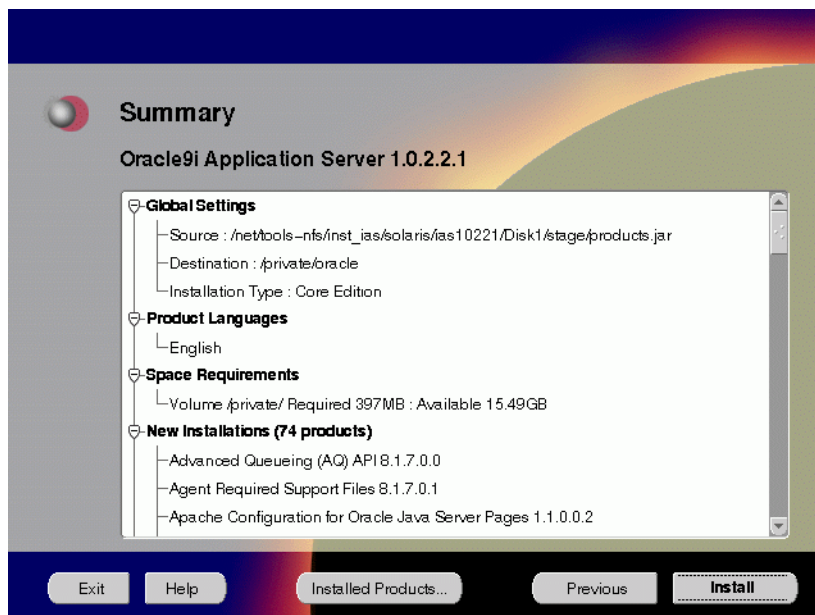 Summary
Oracle9i Application Server 1.0.2.2.1
Global Settings
Source : /net/tools-nfs/inst_ias/solaris/ias10221/Disk1/stage/products.jar
Destination : /private/oracle
Installation Type : Core Edition
Product Languages
English
Space Requirements
Volume /private/ Required 397MB : Available 15.49GB
New Installations (74 products)
Advanced Queueing (AQ) API 8.1.7.0.0
Agent Required Support Files 8.1.7.0.1
Apache Configuration for Oracle Java Server Pages 1.1.0.0.2
Exit Help Installed Products... Previous Install